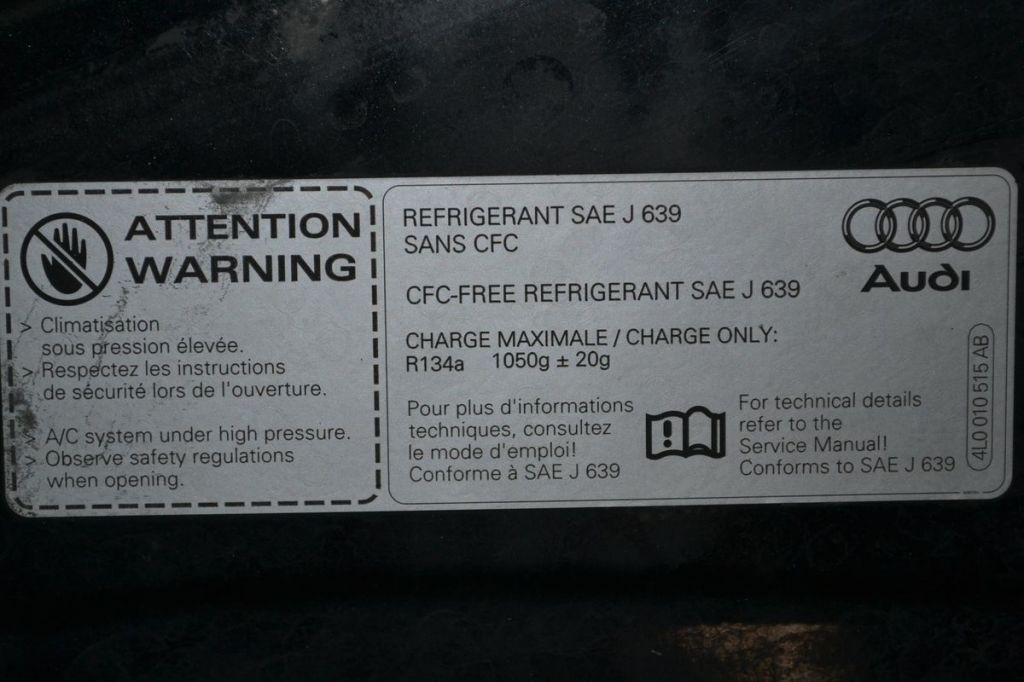 ATTENTION
WARNING
> Climatisation
sous pression élevée.
> Respectez les instructions
de sécurité lors de l'ouverture.
> A/C system under high pressure.
> Observe safety regulations
when opening.
REFRIGERANT SAE J 639
SANS CFC
CFC-FREE REFRIGERANT SAE J 639
CHARGE MAXIMALE / CHARGE ONLY:
R134a 1050g ± 20g
Pour plus d'informations
techniques, consultez
le mode d'emploi!
Conforme à SAE J 639
For technical details
refer to the
Service Manual!
Conforms to SAE J 639
Audi
4L0 010 515 AB